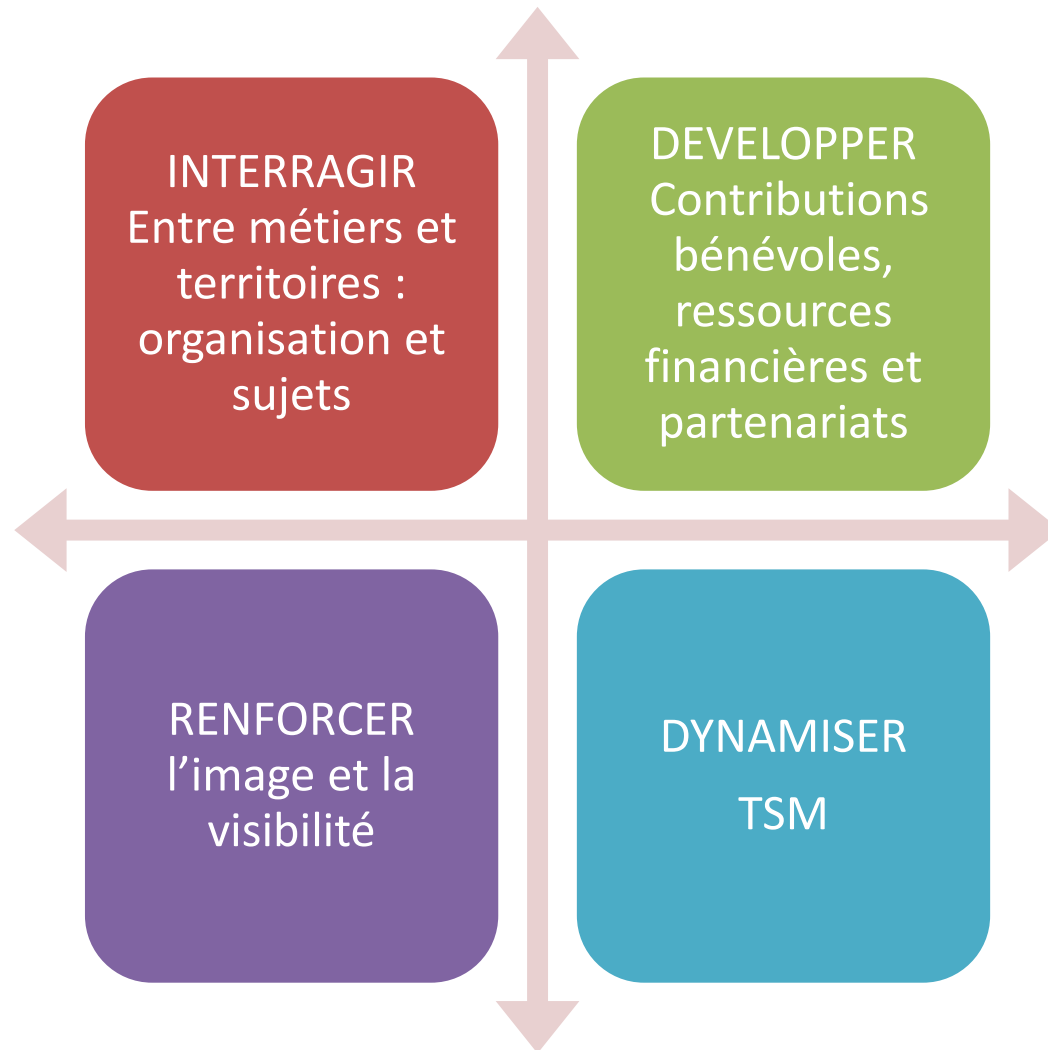 INTERRAGIR
Entre métiers et
territoires :
organisation et
sujets
DEVELOPPER
Contributions
bénévoles,
ressources
financières et
partenariats
RENFORCER
l’image et la
visibilité
DYNAMISER
TSM